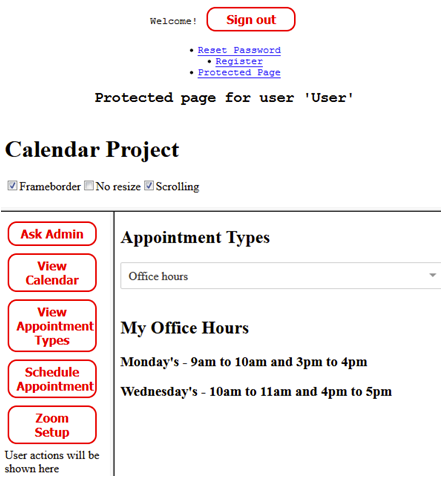 Welcome! Sign out
Reset Password
Register
Protected Page
Protected page for user 'User'
Calendar Project
Frameborder No resize Scrolling
Ask Admin
View
Calendar
View
Appointment
Types
Schedule
Appointment
Zoom
Setup
User actions will be
shown here
Appointment Types
Office hours
My Office Hours
Monday's - 9am to 10am and 3pm to 4pm
Wednesday's - 10am to 11am and 4pm to 5pm